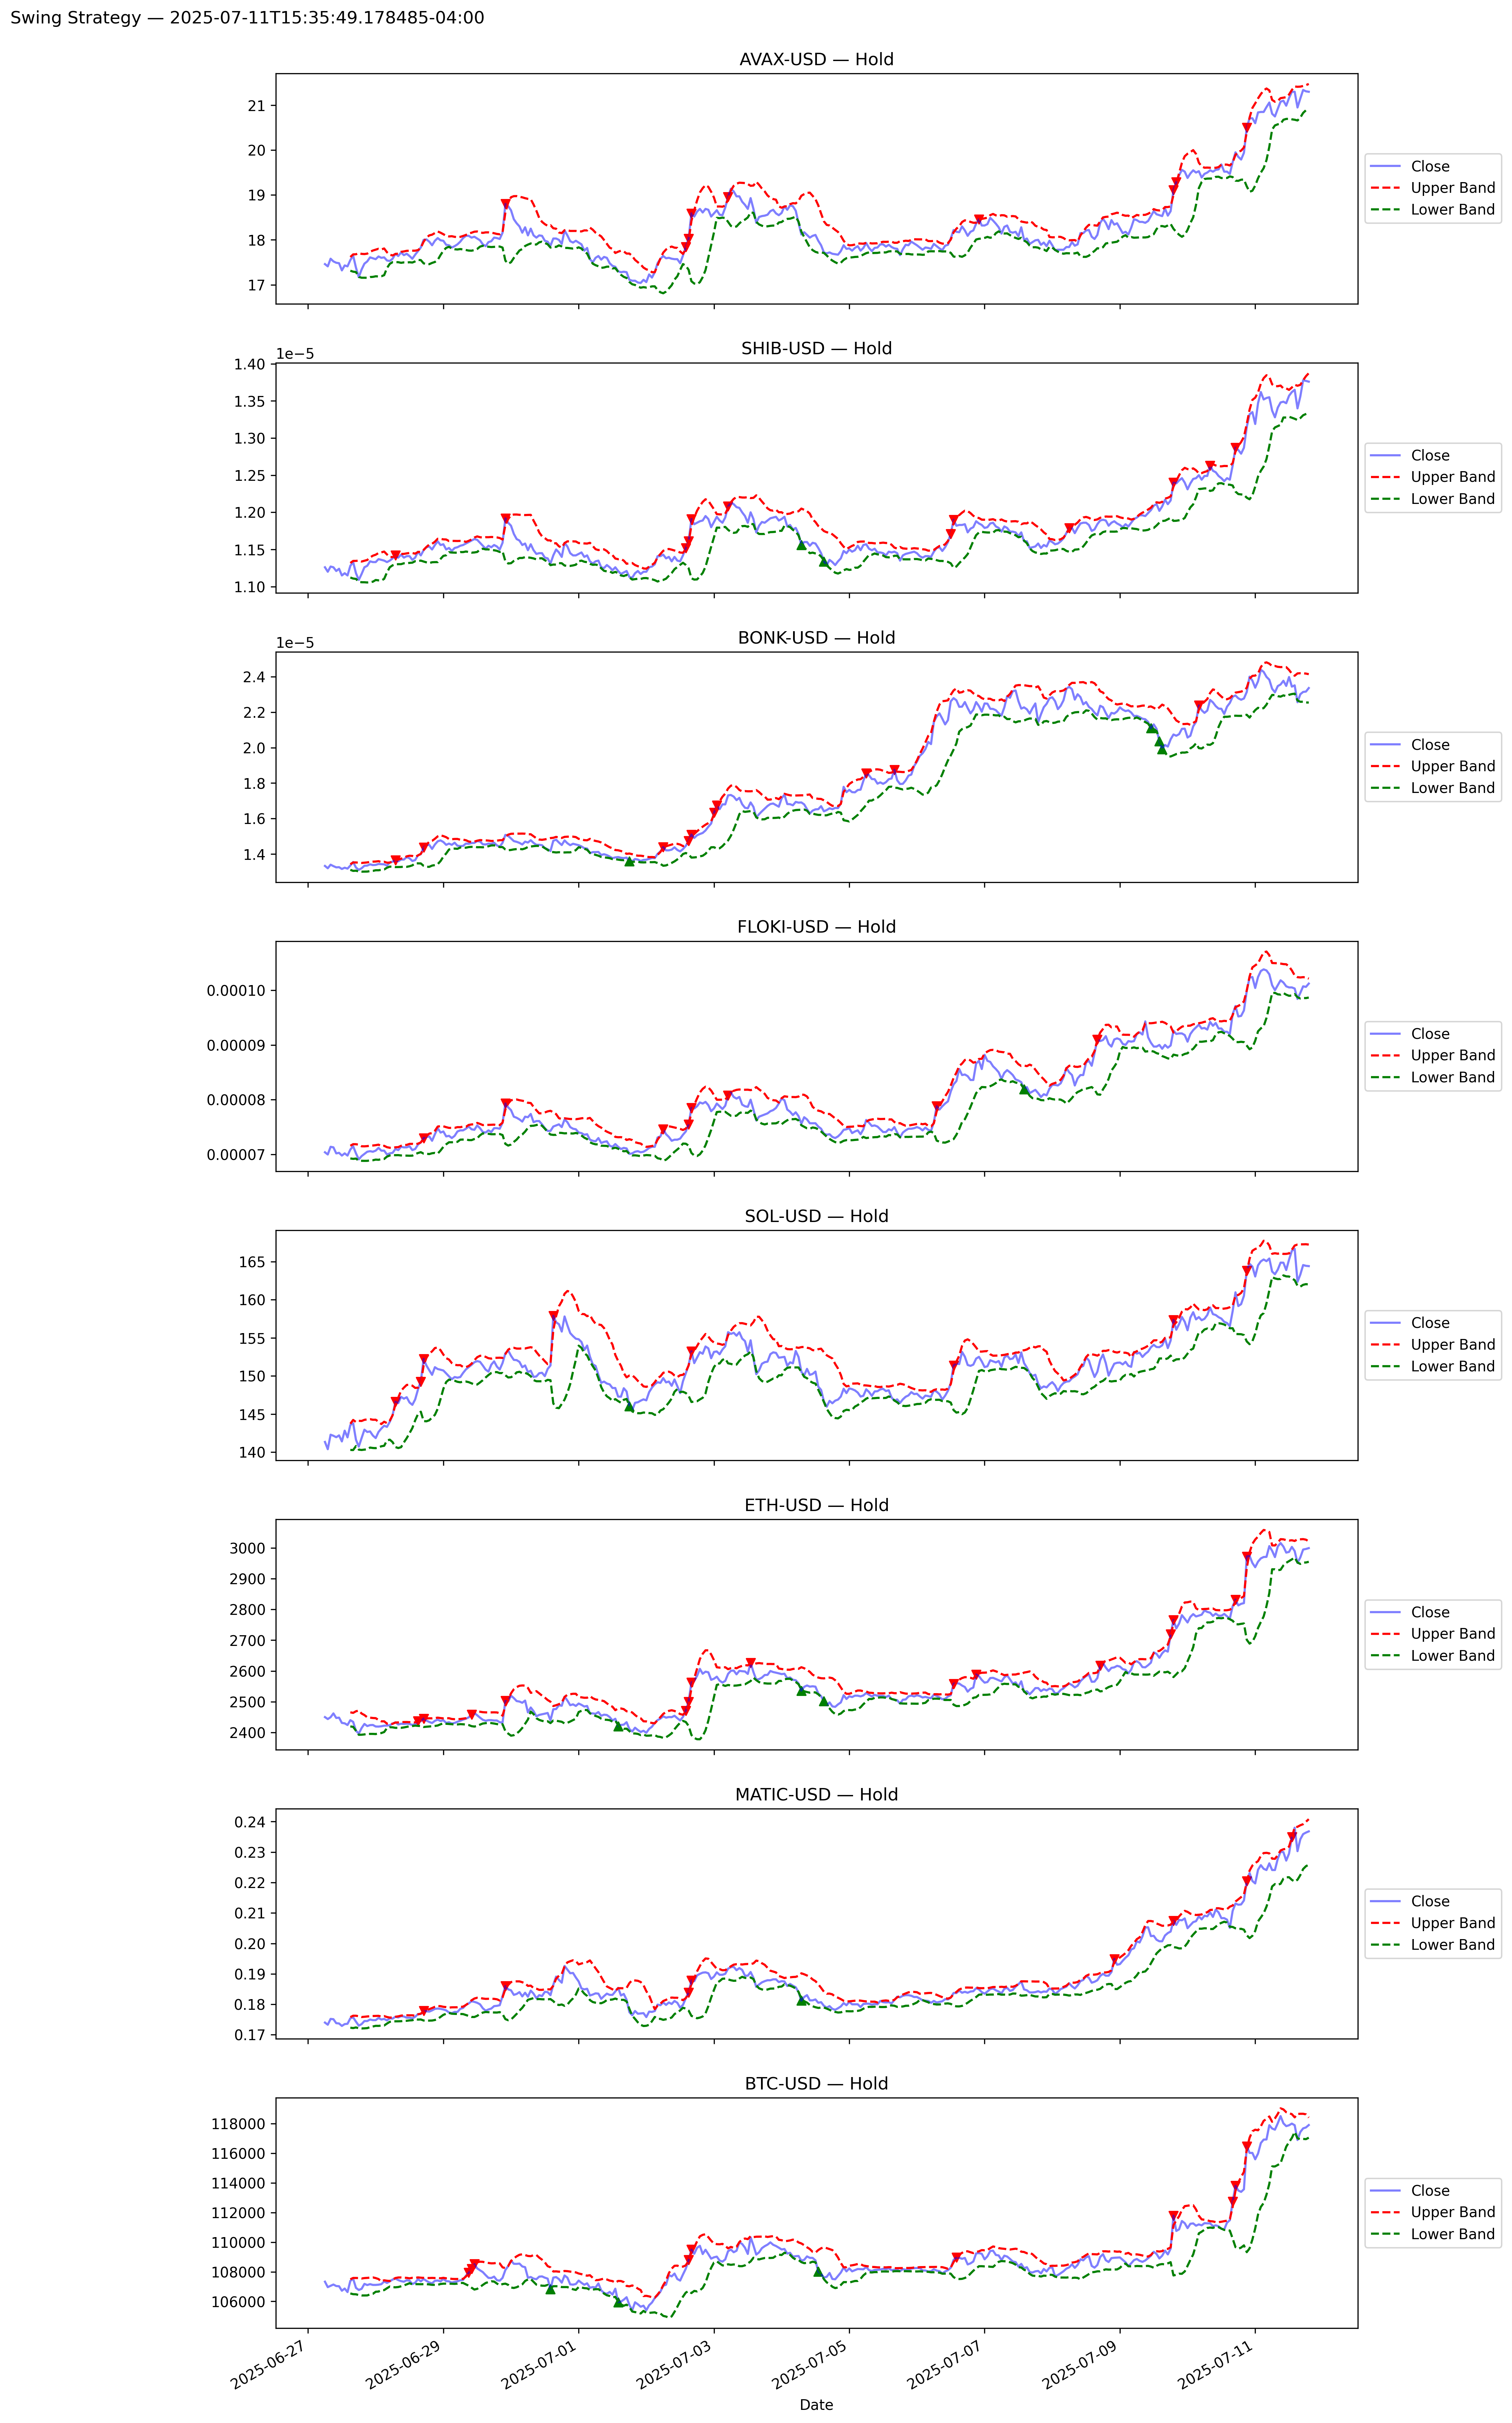 Swing Strategy — 2025-07-11T15:35:49.178485-04:00
AVAX-USD — Hold
21
20
19
18
17
Close
Upper Band
Lower Band
SHIB-USD — Hold
1e−5
1.40
1.35
1.30
1.25
1.20
1.15
1.10
Close
Upper Band
Lower Band
BONK-USD — Hold
1e−5
2.4
2.2
2.0
1.8
1.6
1.4
Close
Upper Band
Lower Band
FLOKI-USD — Hold
0.00010
0.00009
0.00008
0.00007
Close
Upper Band
Lower Band
SOL-USD — Hold
165
160
155
150
145
140
Close
Upper Band
Lower Band
ETH-USD — Hold
3000
2900
2800
2700
2600
2500
2400
Close
Upper Band
Lower Band
MATIC-USD — Hold
0.24
0.23
0.22
0.21
0.20
0.19
0.18
0.17
Close
Upper Band
Lower Band
BTC-USD — Hold
118000
116000
114000
112000
110000
108000
106000
Close
Upper Band
Lower Band
2025-06-27
2025-06-29
2025-07-01
2025-07-03
2025-07-05
2025-07-07
2025-07-09
2025-07-11
Date